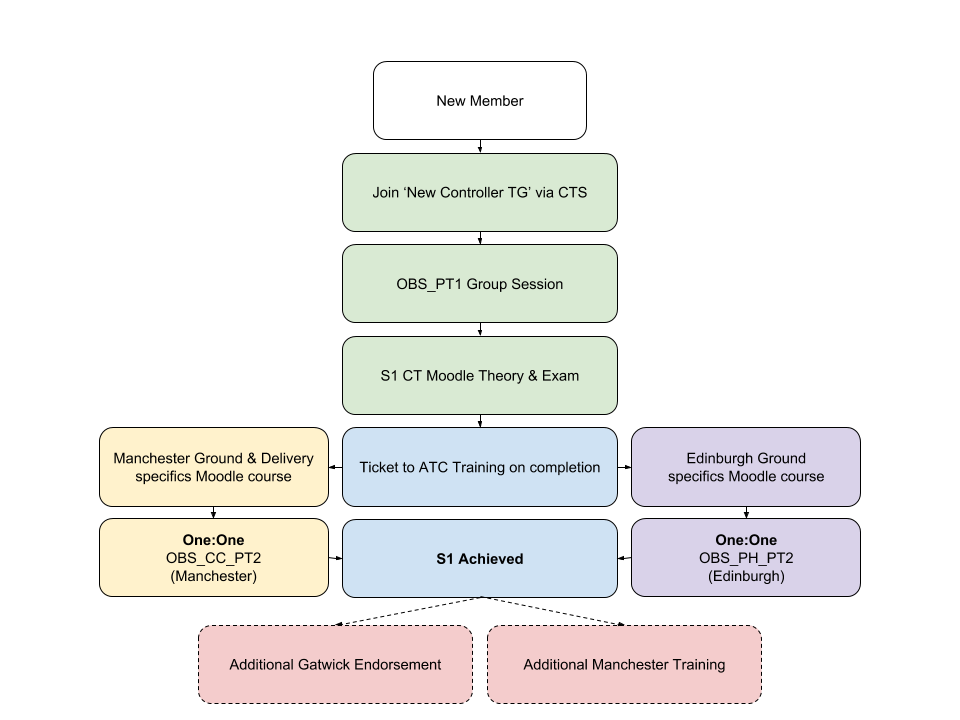 New Member
Join ‘New Controller TG’ via CTS
OBS_PT1 Group Session
S1 CT Moodle Theory & Exam
Manchester Ground & Delivery
specifics Moodle course
Ticket to ATC Training on completion
Edinburgh Ground
specifics Moodle course
One:One
OBS_CC_PT2
(Manchester)
S1 Achieved
One:One
OBS_PH_PT2
(Edinburgh)
Additional Gatwick Endorsement
Additional Manchester Training